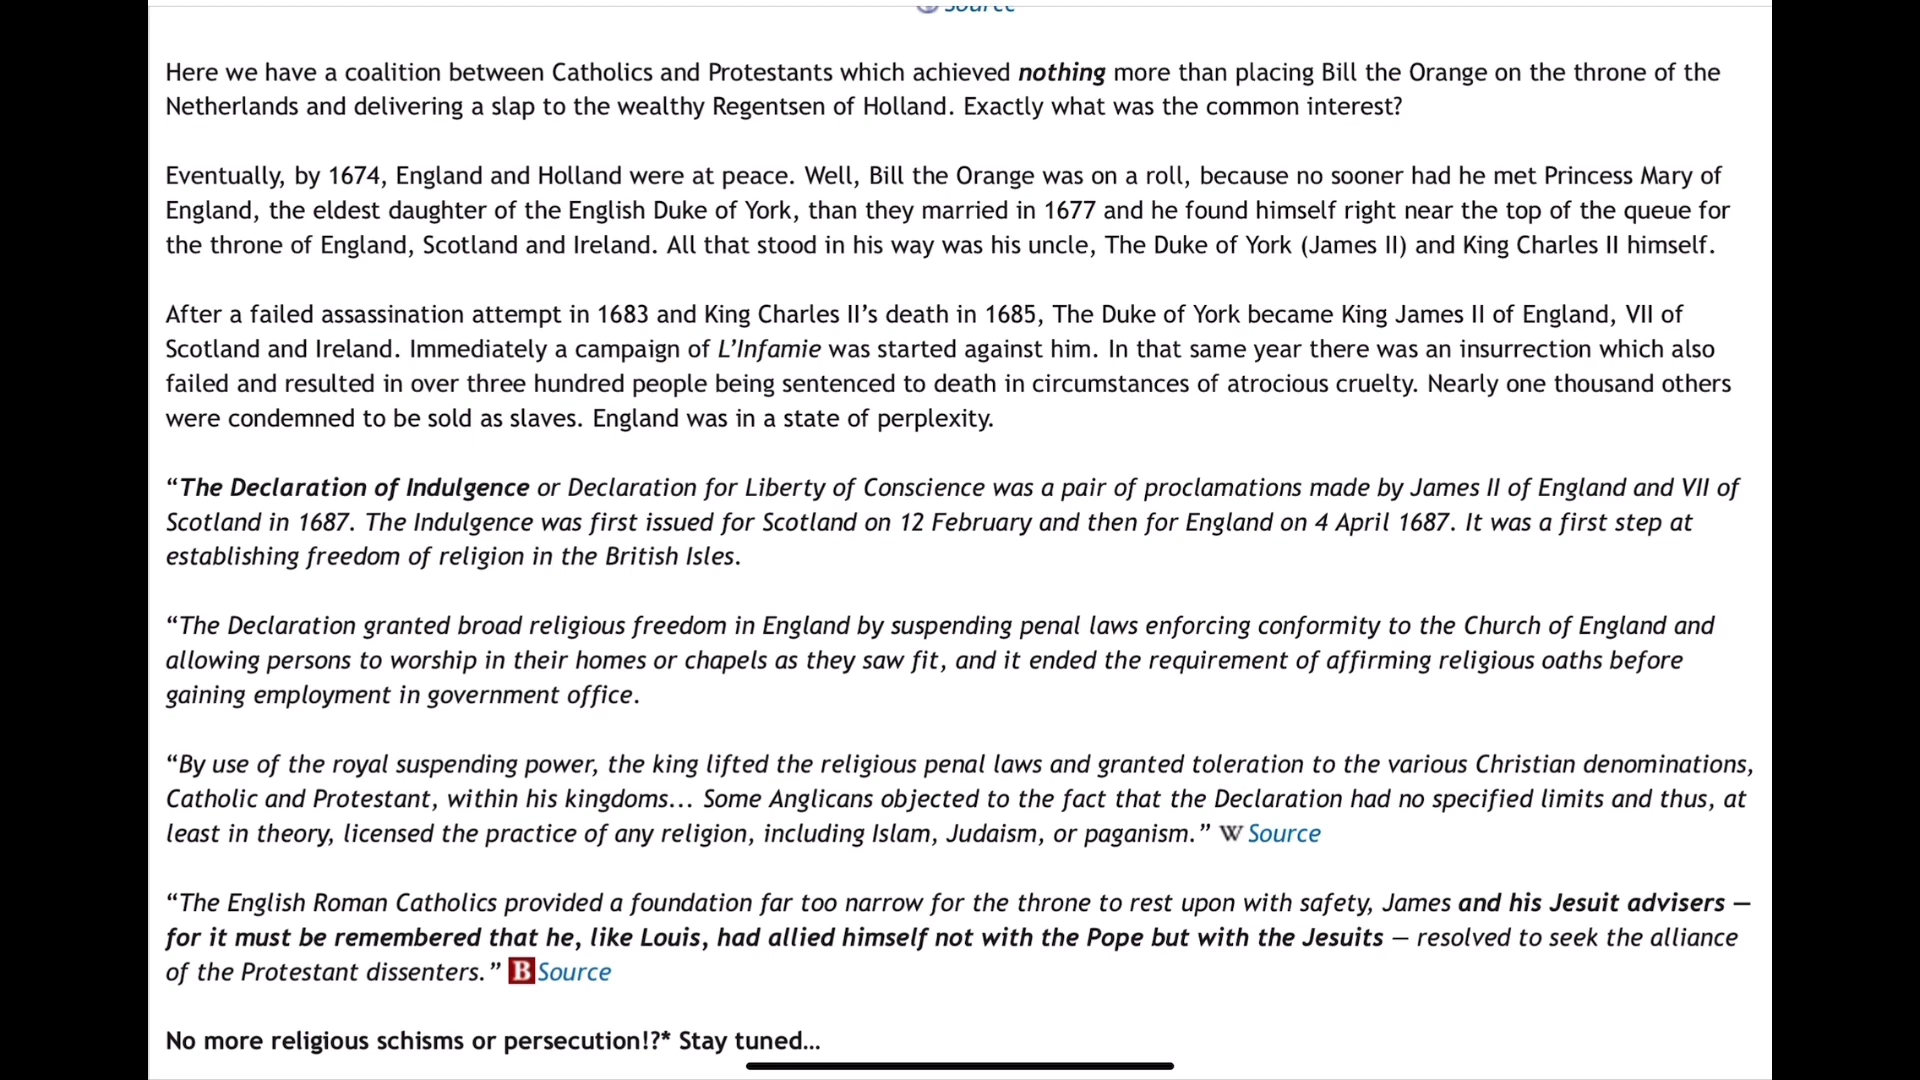 Source
Here we have a coalition between Catholics and Protestants which achieved nothing more than placing Bill the Orange on the throne of the
Netherlands and delivering a slap to the wealthy Regentsen of Holland. Exactly what was the common interest?
Eventually, by 1674, England and Holland were at peace. Well, Bill the Orange was on a roll, because no sooner had he met Princess Mary of
England, the eldest daughter of the English Duke of York, than they married in 1677 and he found himself right near the top of the queue for
the throne of England, Scotland and Ireland. All that stood in his way was his uncle, The Duke of York (James II) and King Charles II himself.
After a failed assassination attempt in 1683 and King Charles II’s death in 1685, The Duke of York became King James II of England, VII of
Scotland and Ireland. Immediately a campaign of L’Infamie was started against him. In that same year there was an insurrection which also
failed and resulted in over three hundred people being sentenced to death in circumstances of atrocious cruelty. Nearly one thousand others
were condemned to be sold as slaves. England was in a state of perplexity.
“The Declaration of Indulgence or Declaration for Liberty of Conscience was a pair of proclamations made by James II of England and VII of
Scotland in 1687. The Indulgence was first issued for Scotland on 12 February and then for England on 4 April 1687. It was a first step at
establishing freedom of religion in the British Isles.
“The Declaration granted broad religious freedom in England by suspending penal laws enforcing conformity to the Church of England and
allowing persons to worship in their homes or chapels as they saw fit, and it ended the requirement of affirming religious oaths before
gaining employment in government office.
“By use of the royal suspending power, the king lifted the religious penal laws and granted toleration to the various Christian denominations,
Catholic and Protestant, within his kingdoms... Some Anglicans objected to the fact that the Declaration had no specified limits and thus, at
least in theory, licensed the practice of any religion, including Islam, Judaism, or paganism.” W Source
“The English Roman Catholics provided a foundation far too narrow for the throne to rest upon with safety, James and his Jesuit advisers —
for it must be remembered that he, like Louis, had allied himself not with the Pope but with the Jesuits — resolved to seek the alliance
of the Protestant dissenters.” B Source
No more religious schisms or persecution!?* Stay tuned…